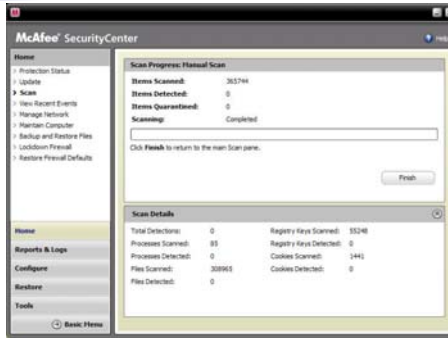 McAfee® SecurityCenter
Help
Home
Protection Status
Update
Scan
View Recent Events
Manage Network
Maintain Computer
Backup and Restore Files
Lockdown Firewall
Restore Firewall Defaults
Home
Reports & Logs
Configure
Restore
Tools
Basic Menu
Scan Progress: Manual Scan
Items Scanned: 365744
Items Detected: 0
Items Quarantined: 0
Scanning: Completed
Click Finish to return to the main Scan pane.
Finish
Scan Details
Total Detections: 0 Registry Keys Scanned: 55248
Processes Scanned: 85 Registry Keys Detected: 0
Processes Detected: 0 Cookies Scanned: 1441
Files Scanned: 308965 Cookies Detected: 0
Files Detected: 0